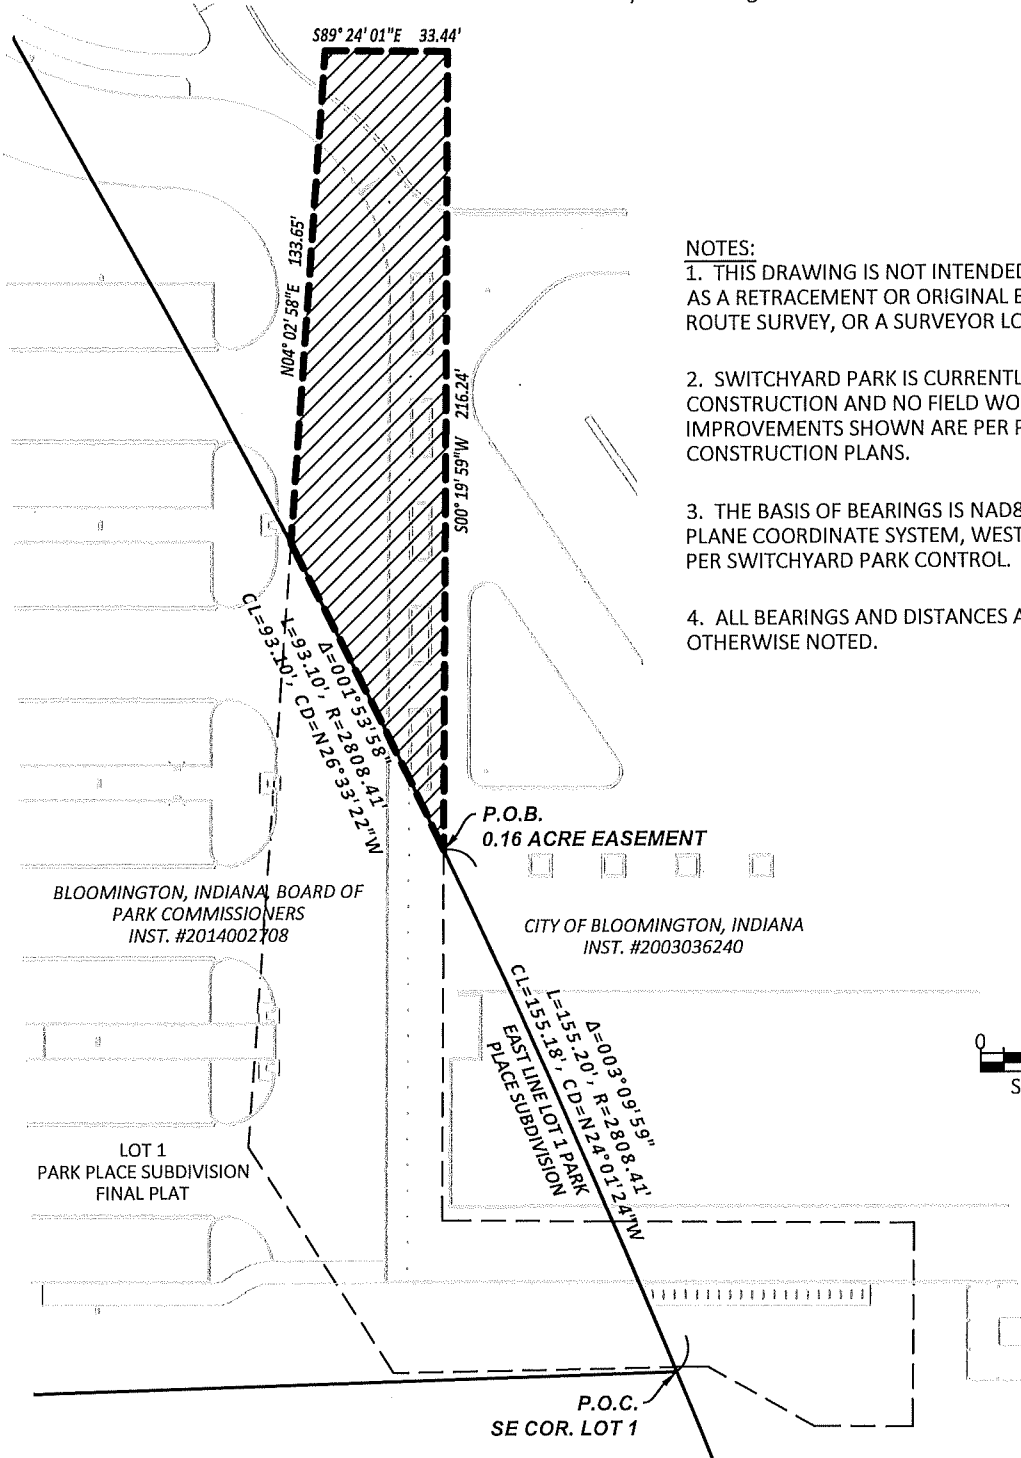 S89° 24' 01"E 33.44'
N04° 02' 58"E 133.65'
S00° 19' 59"W 216.24'
NOTES:
1. THIS DRAWING IS NOT INTENDED
AS A RETRACEMENT OR ORIGINAL
ROUTE SURVEY, OR A SURVEYOR
2. SWITCHYARD PARK IS
CONSTRUCTION AND NO FIELD
IMPROVEMENTS SHOWN ARE PER
CONSTRUCTION PLANS.
3. THE BASIS OF BEARINGS IS
PLANE COORDINATE SYSTEM, WEST
PER SWITCHYARD PARK CONTROL.
4. ALL BEARINGS AND DISTANCES
OTHERWISE NOTED.
Δ=001°53'58"
L=93.10', R=2808.41'
CL=93.10', CD=N26°33'22"W
P.O.B.
0.16 ACRE EASEMENT
BLOOMINGTON, INDIANA, BOARD OF
PARK COMMISSIONERS
INST. #2014002708
CITY OF BLOOMINGTON, INDIANA
INST. #2003036240
Δ=003°09'59"
L=155.20', R=2808.41'
CL=155.18', CD=N24°01'24"W
EAST LINE LOT 1 PARK
PLACE SUBDIVISION
0
S
LOT 1
PARK PLACE SUBDIVISION
FINAL PLAT
P.O.C.
SE COR. LOT 1